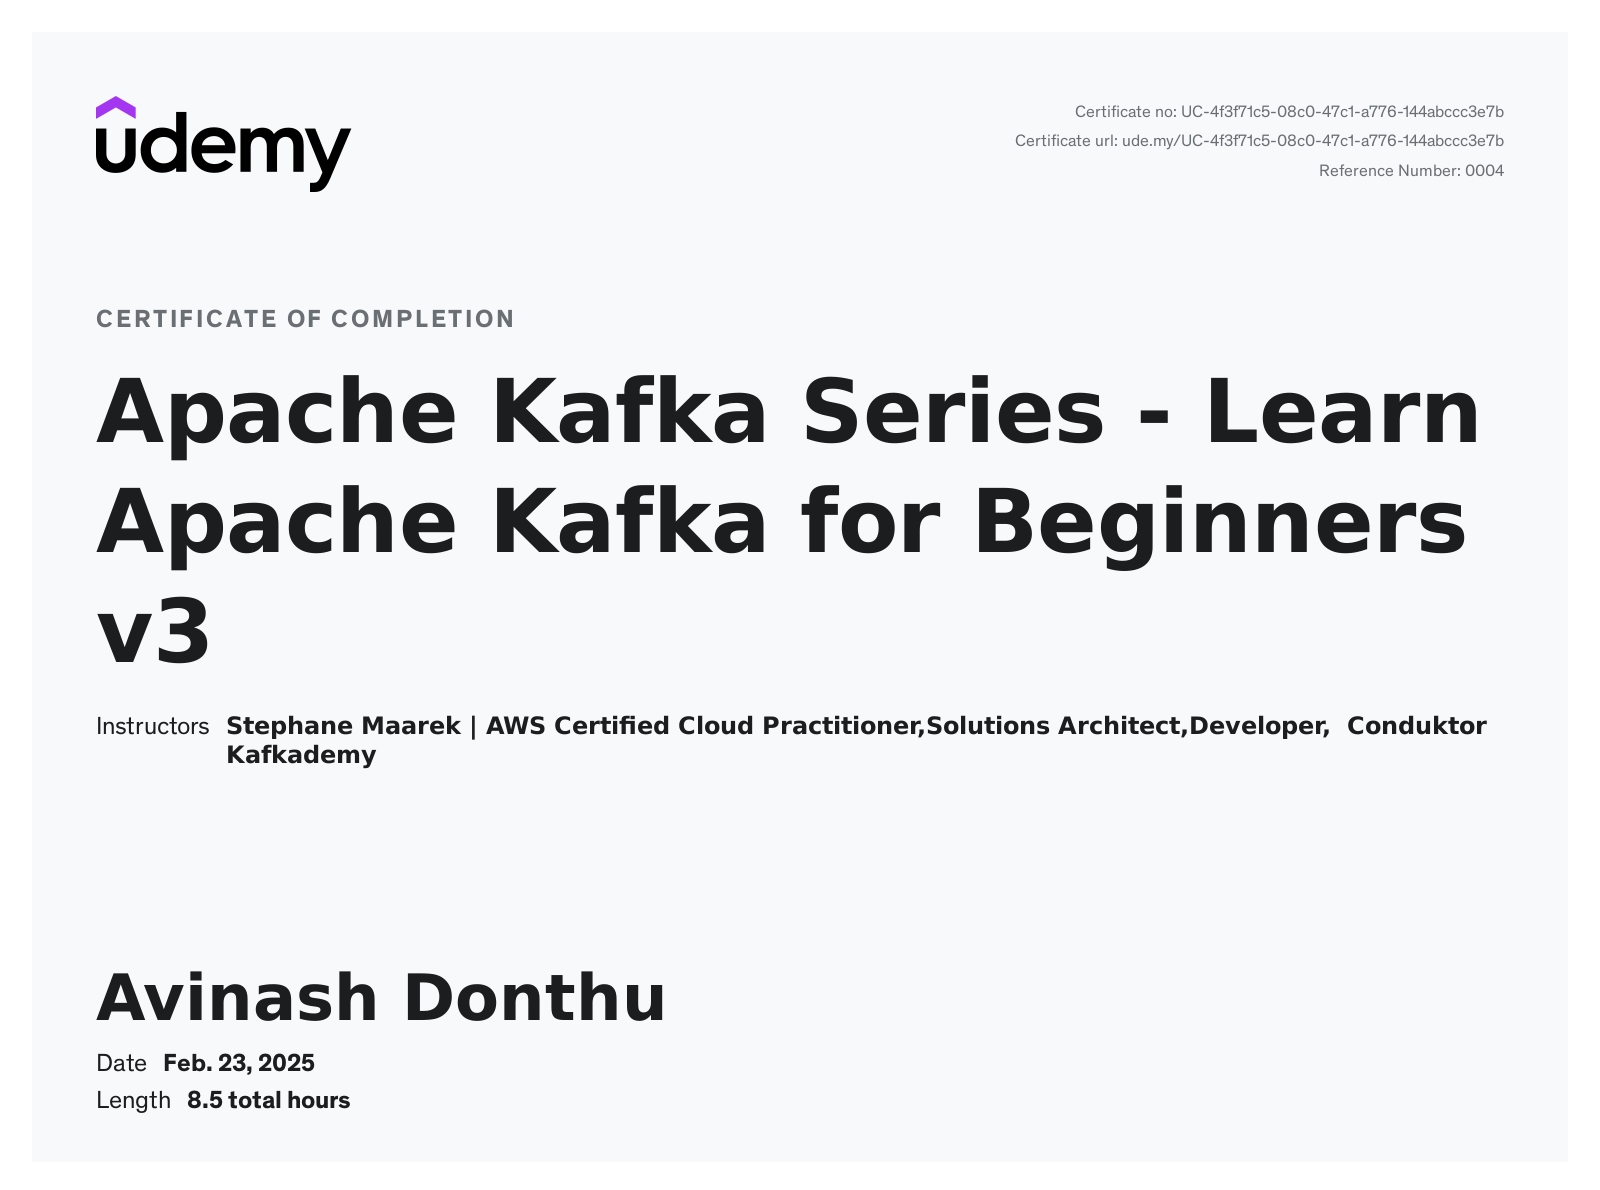 udemy
Certificate no: UC-4f3f71c5-08c0-47c1-a776-144abccc3e7b
Certificate url: ude.my/UC-4f3f71c5-08c0-47c1-a776-144abccc3e7b
Reference Number: 0004
CERTIFICATE OF COMPLETION
Apache Kafka Series - Learn
Apache Kafka for Beginners
v3
Instructors Stephane Maarek | AWS Certified Cloud Practitioner,Solutions Architect,Developer, Conduktor
Kafkademy
Avinash Donthu
Date Feb. 23, 2025
Length 8.5 total hours